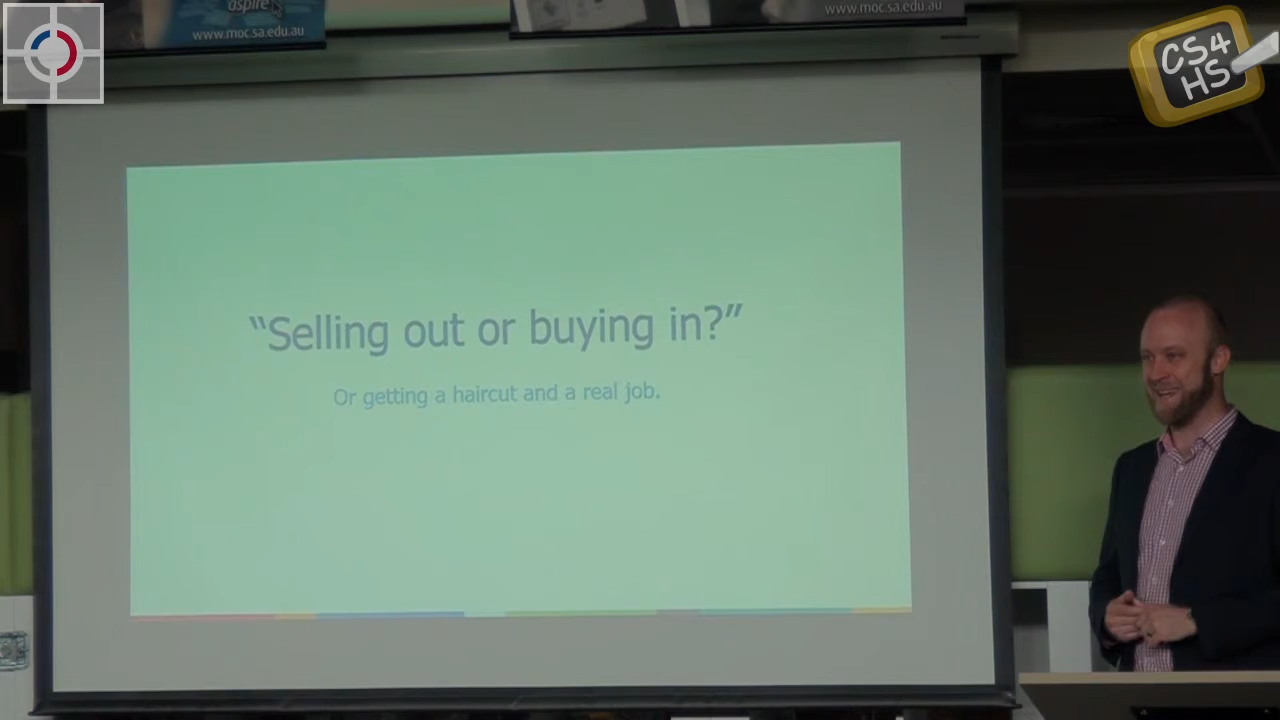 aspire
www.moc.sa.edu.au
www.moc.sa.edu.au
CS4
HS
“Selling out or buying in?”
Or getting a haircut and a real job.